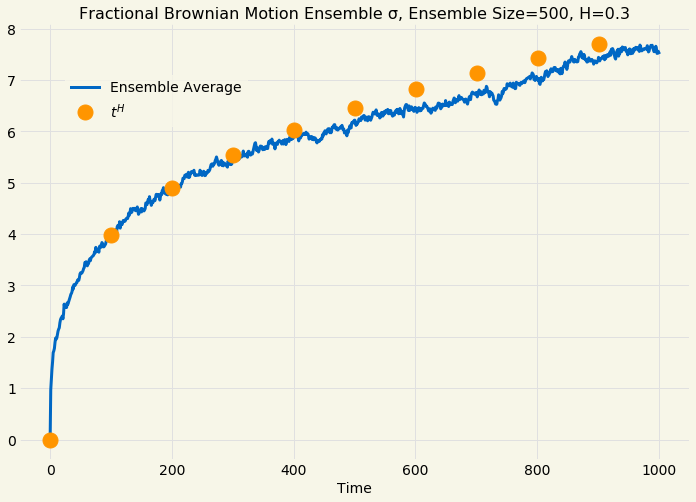 Fractional Brownian Motion Ensemble σ, Ensemble Size=500, H=0.3
8
7
6
5
4
3
2
1
0
Ensemble Average
t^H
0 200 400 600 800 1000
Time